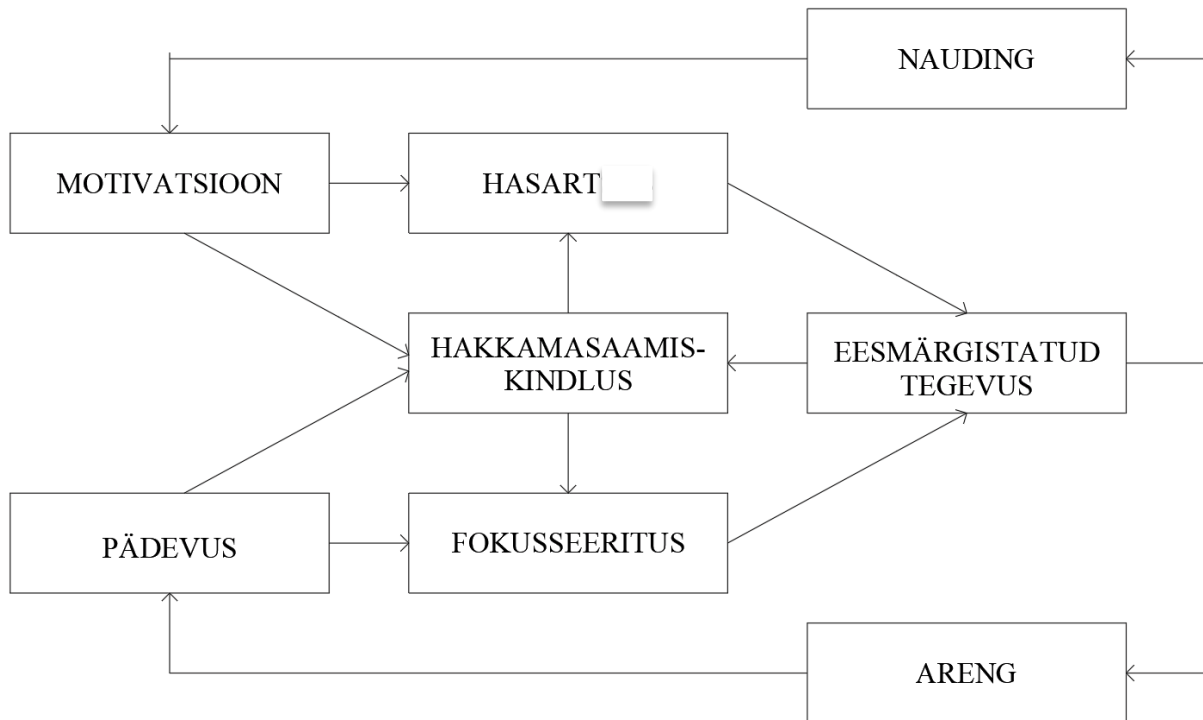 NAUDING
MOTIVATSIOON
HASART
HAKKAMASAAMIS-
KINDLUS
EESMÄRGISTATUD
TEGEVUS
PÄDEVUS
FOKUSSEERITUS
ARENG